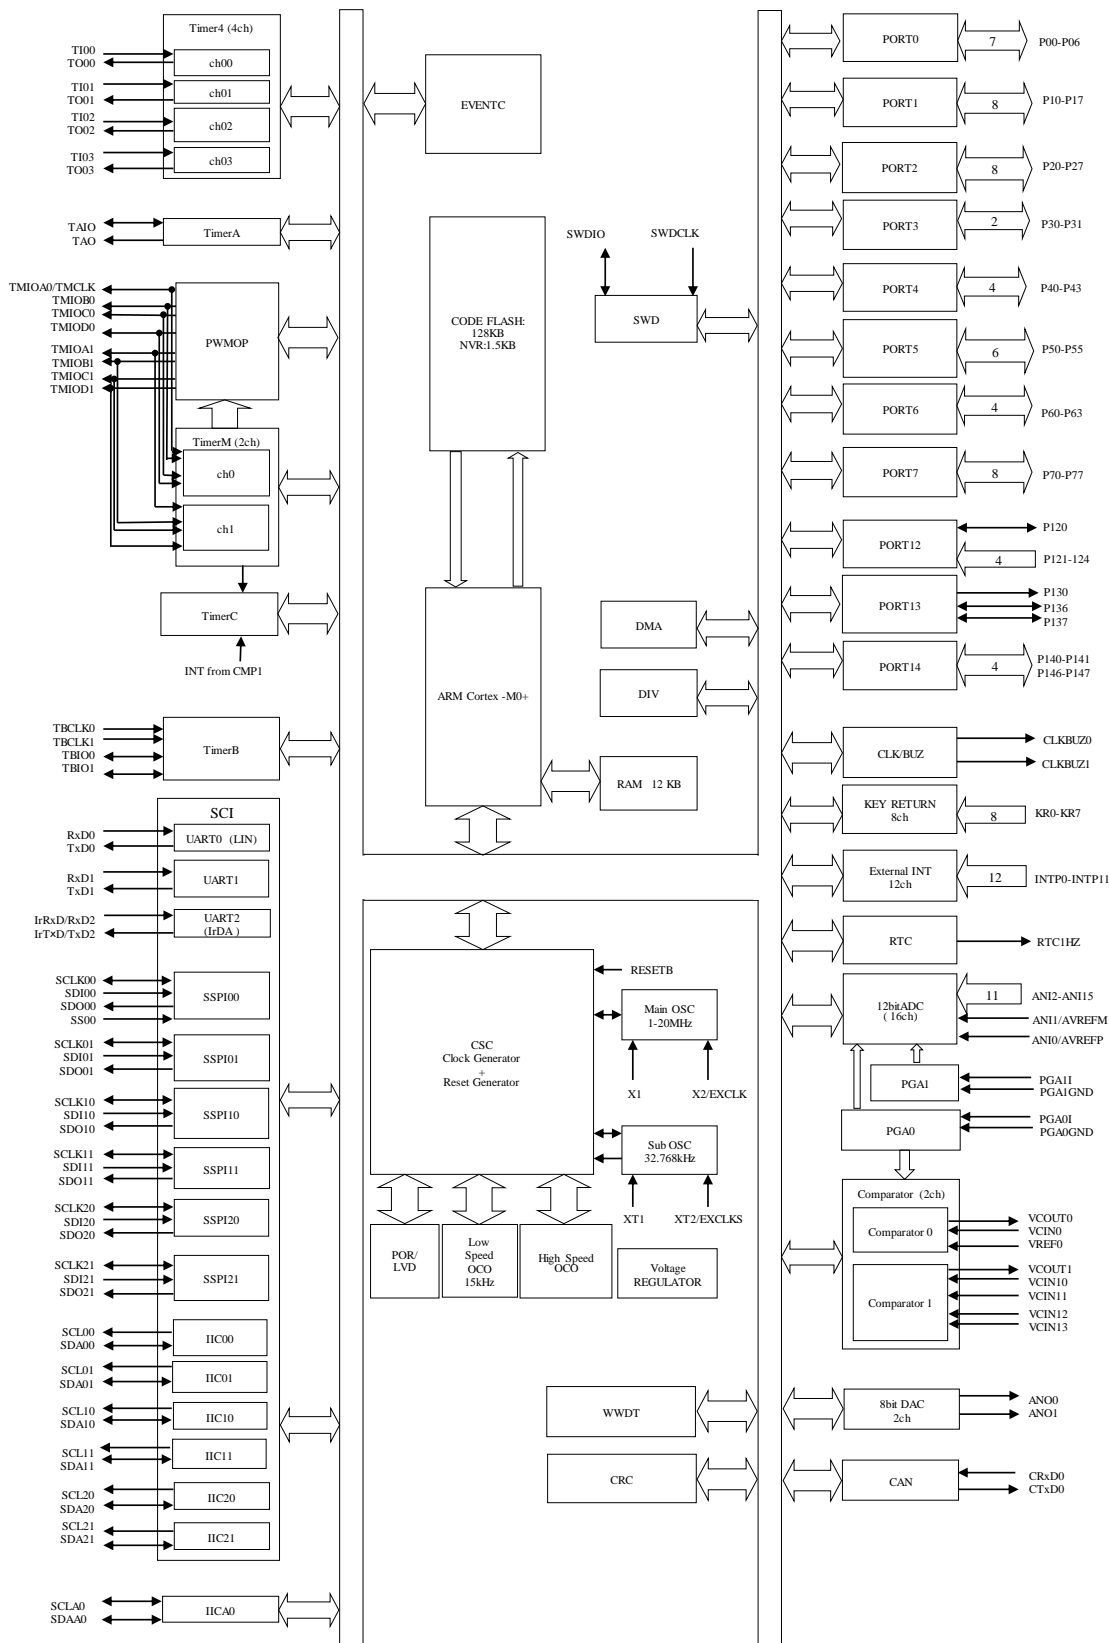 Timer4 (4ch)
TI00
TO00
ch00
TI01
TO01
ch01
TI02
TO02
ch02
TI03
TO03
ch03
TAIO
TAO
TimerA
TMIOA0/TMCLK
TMIOB0
TMIOC0
TMIOD0
TMIOA1
TMIOB1
TMIOC1
TMIOD1
PWMOP
TimerM (2ch)
ch0
ch1
TimerC
INT from CMP1
TBCLK0
TBCLK1
TBIO0
TBIO1
TimerB
SCI
RxD0
TxD0
UART0 (LIN)
RxD1
TxD1
UART1
IrRxD/RxD2
IrT×D/TxD2
UART2
(IrDA )
SCLK00
SDI00
SDO00
SS00
SSPI00
SCLK01
SDI01
SDO01
SSPI01
SCLK10
SDI10
SDO10
SSPI10
SCLK11
SDI11
SDO11
SSPI11
SCLK20
SDI20
SDO20
SSPI20
SCLK21
SDI21
SDO21
SSPI21
SCL00
SDA00
IIC00
SCL01
SDA01
IIC01
SCL10
SDA10
IIC10
SCL11
SDA11
IIC11
SCL20
SDA20
IIC20
SCL21
SDA21
IIC21
SCLA0
SDAA0
IICA0
EVENTC
CODE FLASH:
128KB
NVR:1.5KB
SWDIO
SWDCLK
SWD
ARM Cortex -M0+
DMA
DIV
RAM 12 KB
CSC
Clock Generator
+
Reset Generator
RESETB
Main OSC
1-20MHz
X1
X2/EXCLK
Sub OSC
32.768kHz
XT1
XT2/EXCLKS
POR/
LVD
Low
Speed
OCO
15kHz
High Speed
OCO
Voltage
REGULATOR
WWDT
CRC
PORT0
7
P00-P06
PORT1
8
P10-P17
PORT2
8
P20-P27
PORT3
2
P30-P31
PORT4
4
P40-P43
PORT5
6
P50-P55
PORT6
4
P60-P63
PORT7
8
P70-P77
PORT12
P120
4
P121-124
PORT13
P130
P136
P137
PORT14
4
P140-P141
P146-P147
CLK/BUZ
CLKBUZ0
CLKBUZ1
KEY RETURN
8ch
8
KR0-KR7
External INT
12ch
12
INTP0-INTP11
RTC
RTC1HZ
12bitADC
( 16ch)
11
ANI2-ANI15
ANI1/AVREFM
ANI0/AVREFP
PGA1
PGA1I
PGA1GND
PGA0
PGA0I
PGA0GND
Comparator (2ch)
Comparator 0
VCOUT0
VCIN0
VREF0
Comparator 1
VCOUT1
VCIN10
VCIN11
VCIN12
VCIN13
8bit DAC
2ch
ANO0
ANO1
CAN
CRxD0
CTxD0